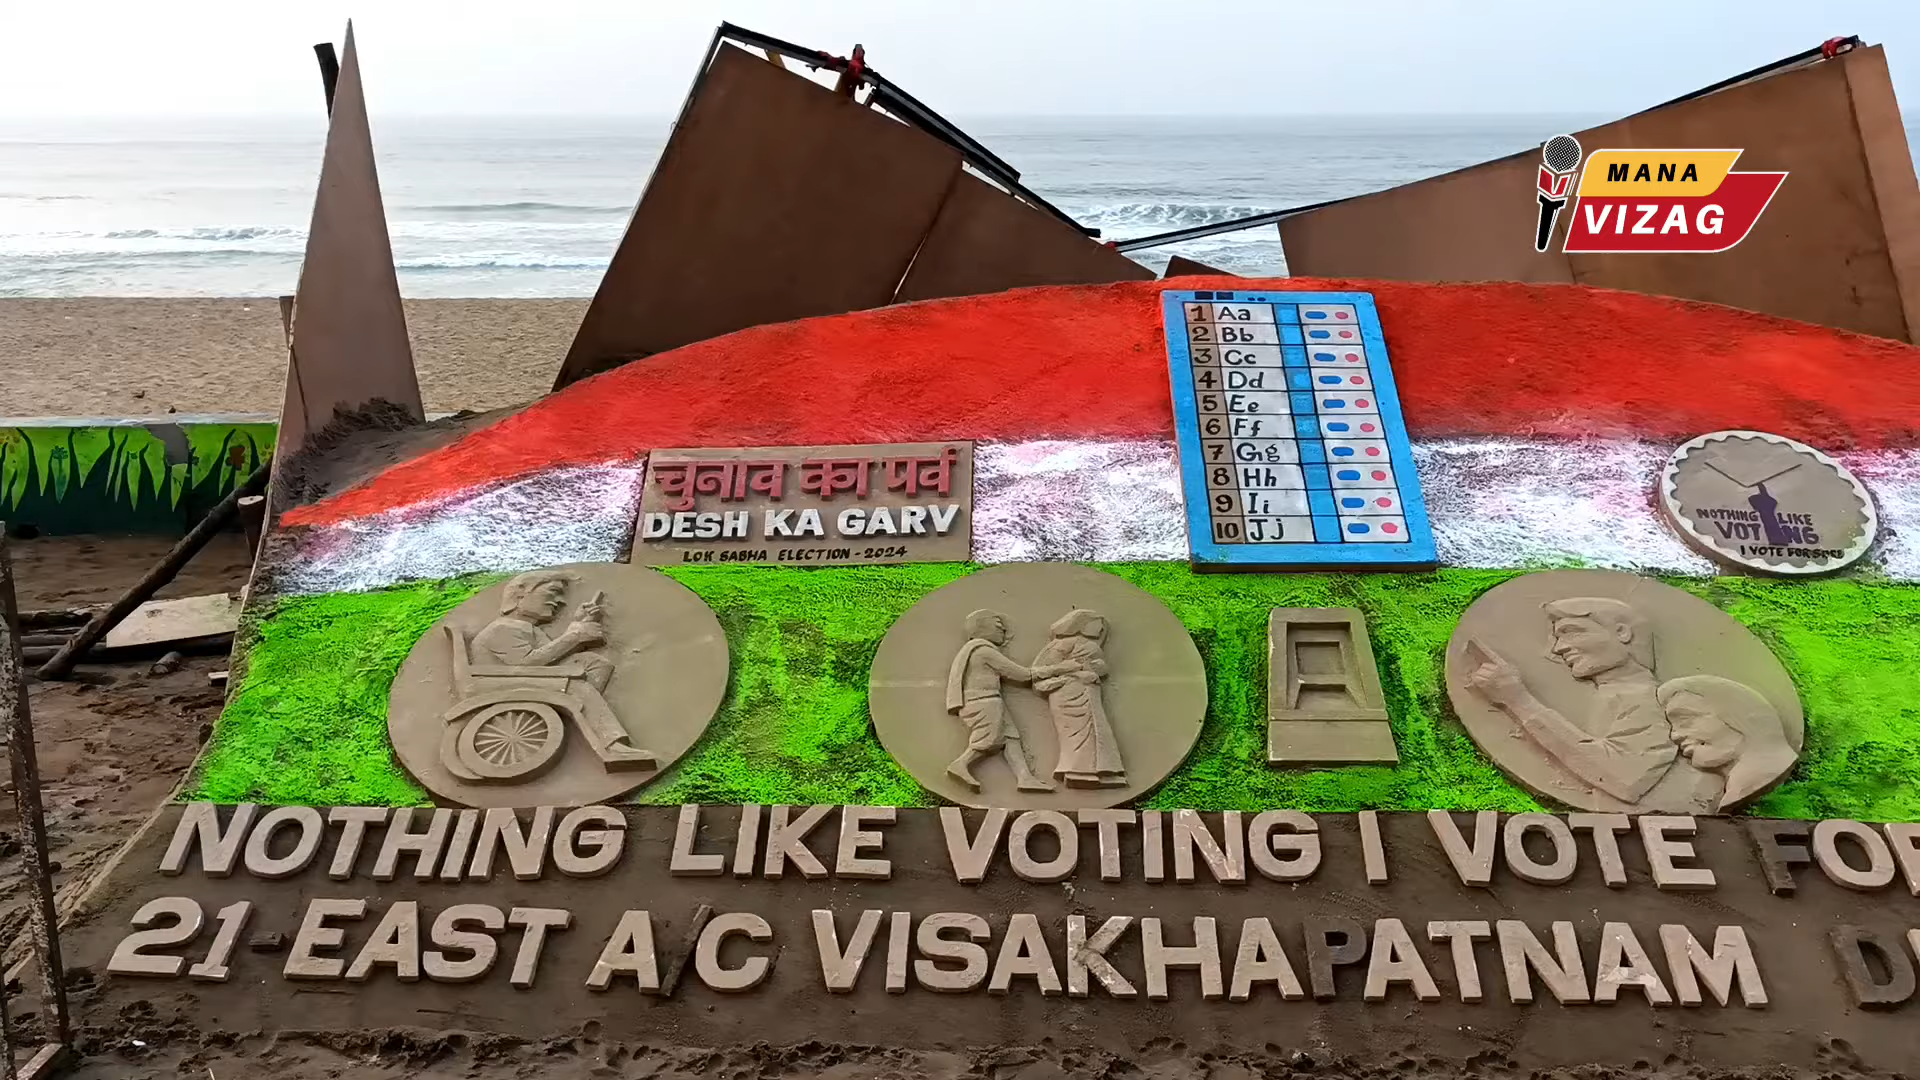 MANA
VIZAG
1 Aa
2 Bb
3 Cc
4 Dd
5 Ee
6 Ff
7 Gg
8 Hh
9 Ii
10 Jj
चुनाव का पर्व
DESH KA GARV
LOK SABHA ELECTION - 2024
NOTHING LIKE
VOTING
I VOTE FOR
NOTHING LIKE VOTING I VOTE FOR
21-EAST A/C VISAKHAPATNAM